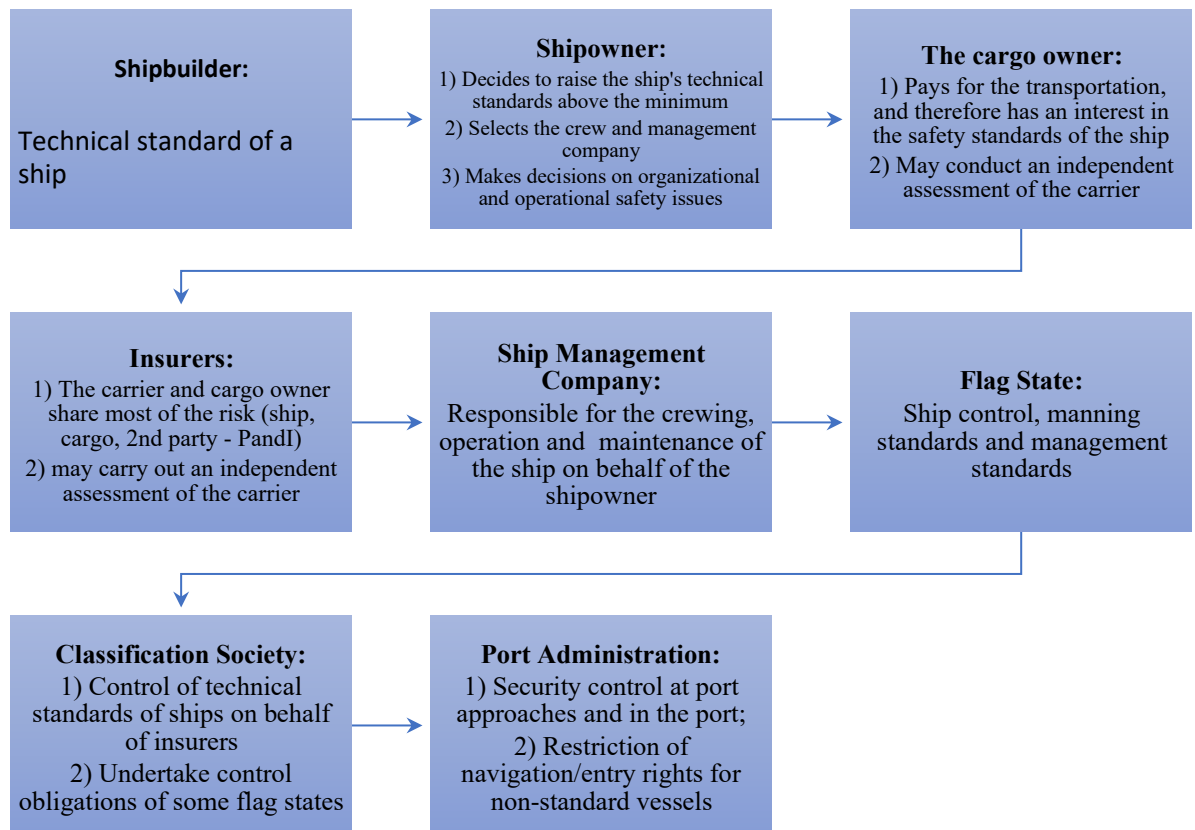 Shipbuilder:
Technical standard of a
ship
Shipowner:
1) Decides to raise the ship's technical
standards above the minimum
2) Selects the crew and management
company
3) Makes decisions on organizational
and operational safety issues
The cargo owner:
1) Pays for the transportation,
and therefore has an interest in
the safety standards of the ship
2) May conduct an independent
assessment of the carrier
Insurers:
1) The carrier and cargo owner
share most of the risk (ship,
cargo, 2nd party - PandI)
2) may carry out an independent
assessment of the carrier
Ship Management
Company:
Responsible for the crewing,
operation and maintenance of
the ship on behalf of the
shipowner
Flag State:
Ship control, manning
standards and management
standards
Classification Society:
1) Control of technical
standards of ships on behalf
of insurers
2) Undertake control
obligations of some flag states
Port Administration:
1) Security control at port
approaches and in the port;
2) Restriction of
navigation/entry rights for
non-standard vessels